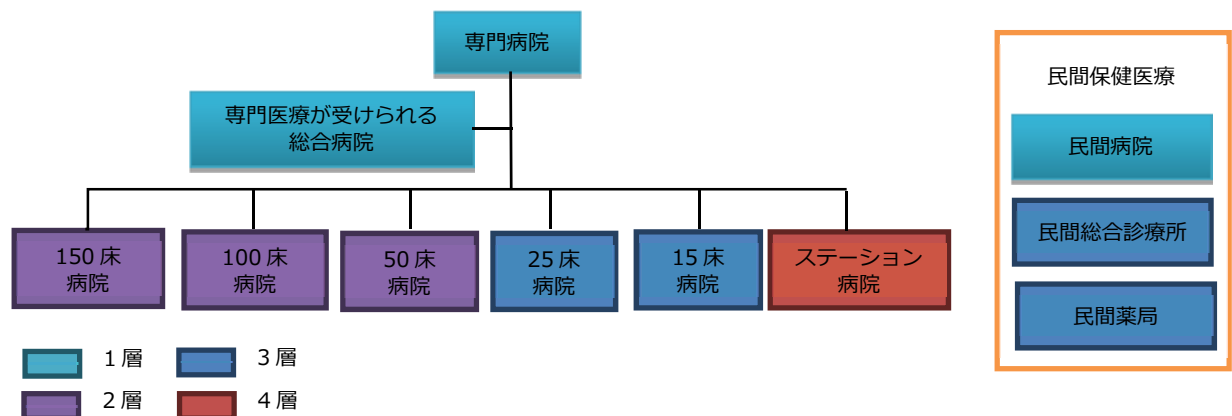 専門病院
専門医療が受けられる
総合病院
150 床
病院
100 床
病院
50 床
病院
25 床
病院
15 床
病院
ステーション
病院
1 層
3 層
2 層
4 層
民間保健医療
民間病院
民間総合診療所
民間薬局